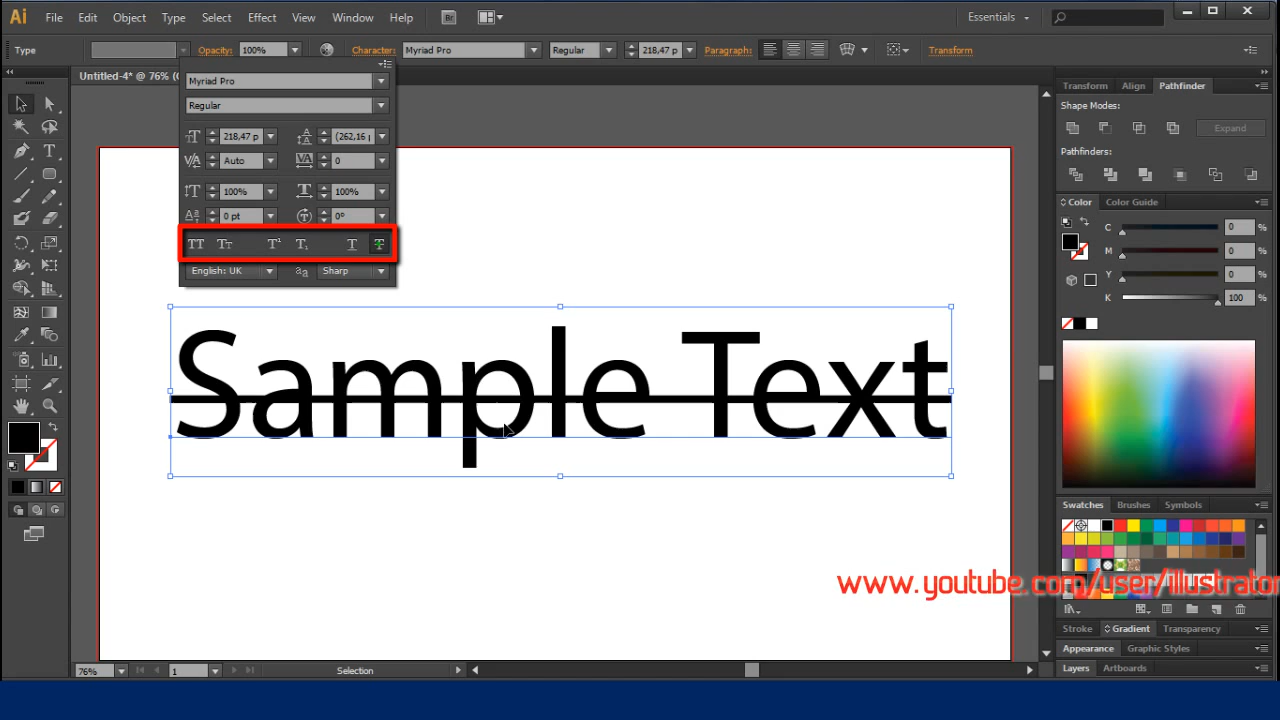 Ai File Edit Object Type Select Effect View Window Help Br Essentials
Type Opacity: 100% Character: Myriad Pro Regular 218,47 p Paragraph: Transform
Untitled-4* @ 76% (C
Myriad Pro
Regular
218,47 p (262,16
Auto 0
100% 100%
0 pt 0°
TT Tт T¹ T₁ T T
English: UK aa Sharp
Transform Align Pathfinder
Shape Modes:
Expand
Pathfinders:
Color Color Guide
C 0 %
M 0 %
Y 0 %
K 100 %
Sample Text
Swatches Brushes Symbols
www.youtube.com/user/illustrator
Stroke Gradient Transparency
Appearance Graphic Styles
Layers Artboards
76% 1 Selection